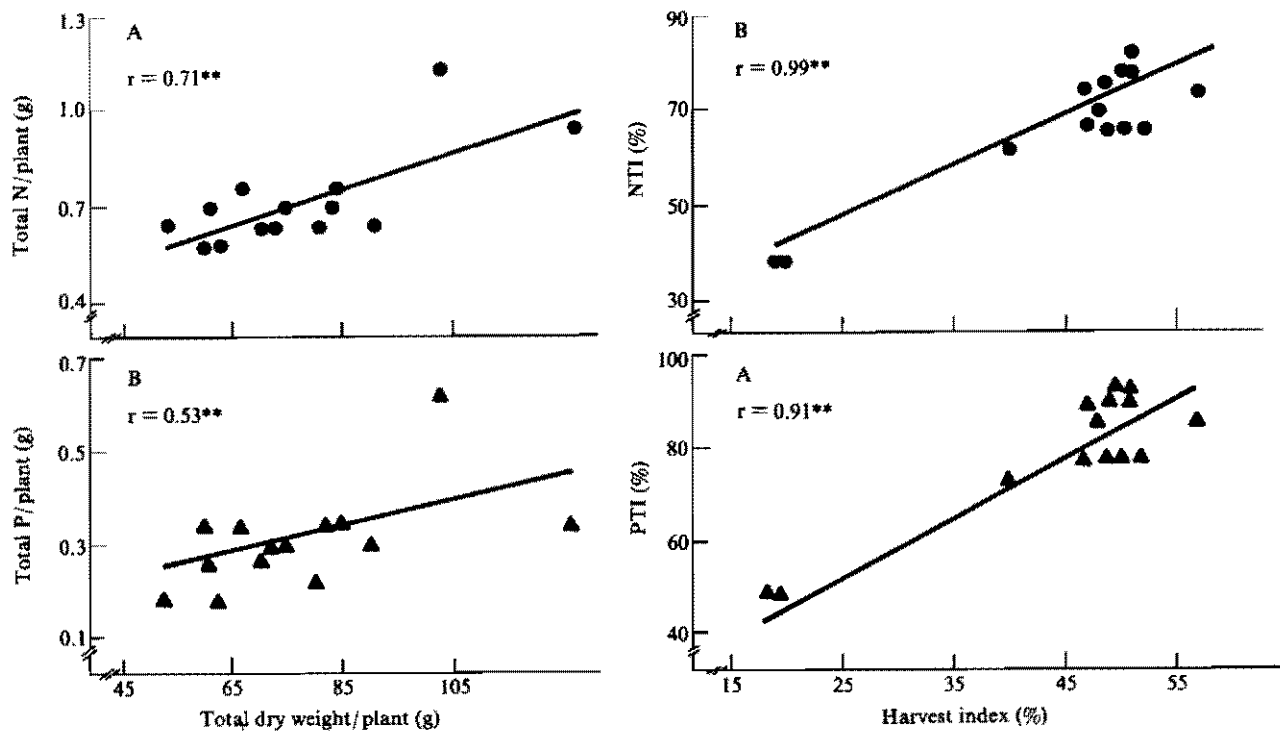 1.3
A
r = 0.71**
1.0
0.7
0.4
Total N/plant (g)
90
B
r = 0.99**
70
50
30
NTI (%)
0.7
B
r = 0.53**
0.5
0.3
0.1
Total P/plant (g)
45 65 85 105
Total dry weight/plant (g)
100
A
r = 0.91**
80
60
40
PTI (%)
15 25 35 45 55
Harvest index (%)